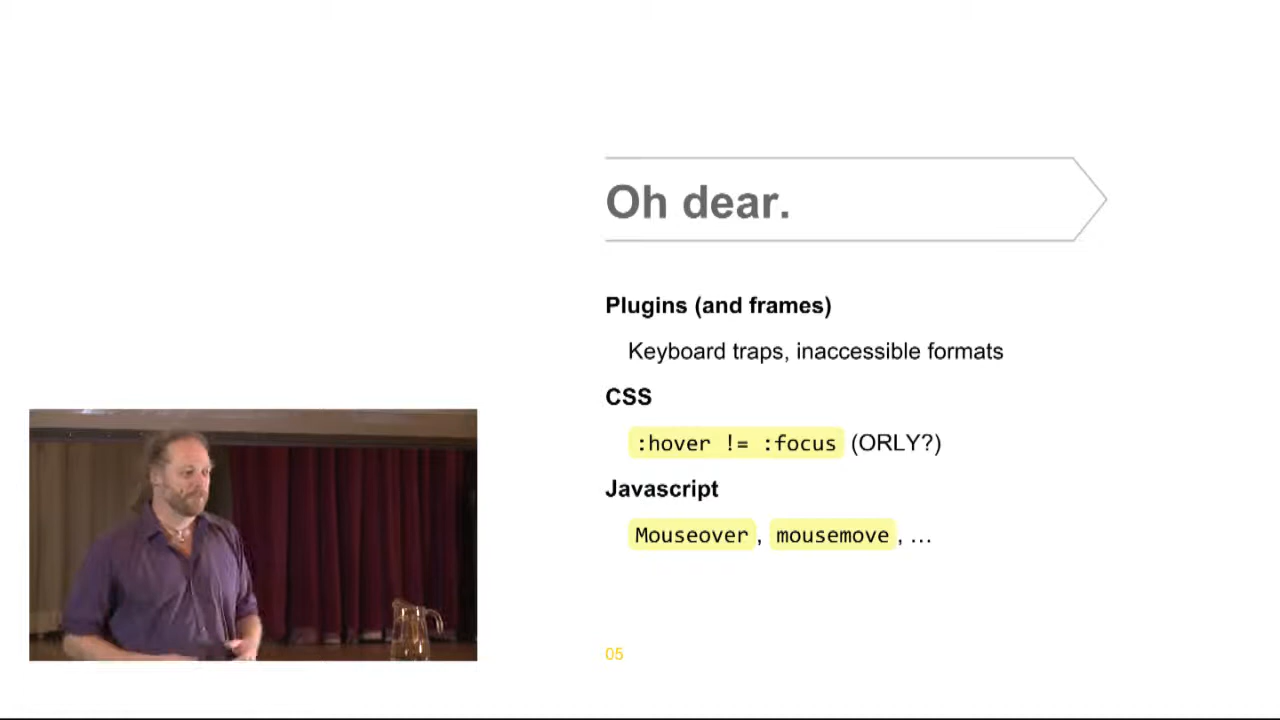 Oh dear.
Plugins (and frames)
Keyboard traps, inaccessible formats
CSS
:hover != :focus (ORLY?)
Javascript
Mouseover, mousemove, …
05